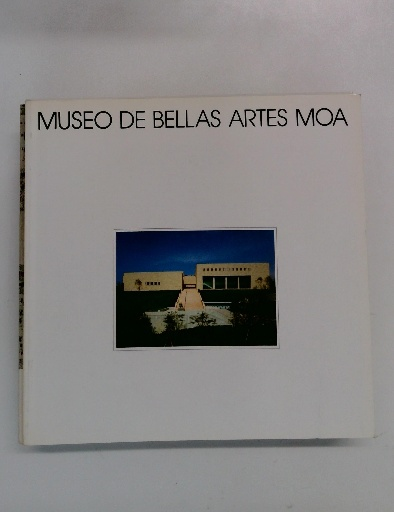 MUSEO DE BELLAS ARTES MOA